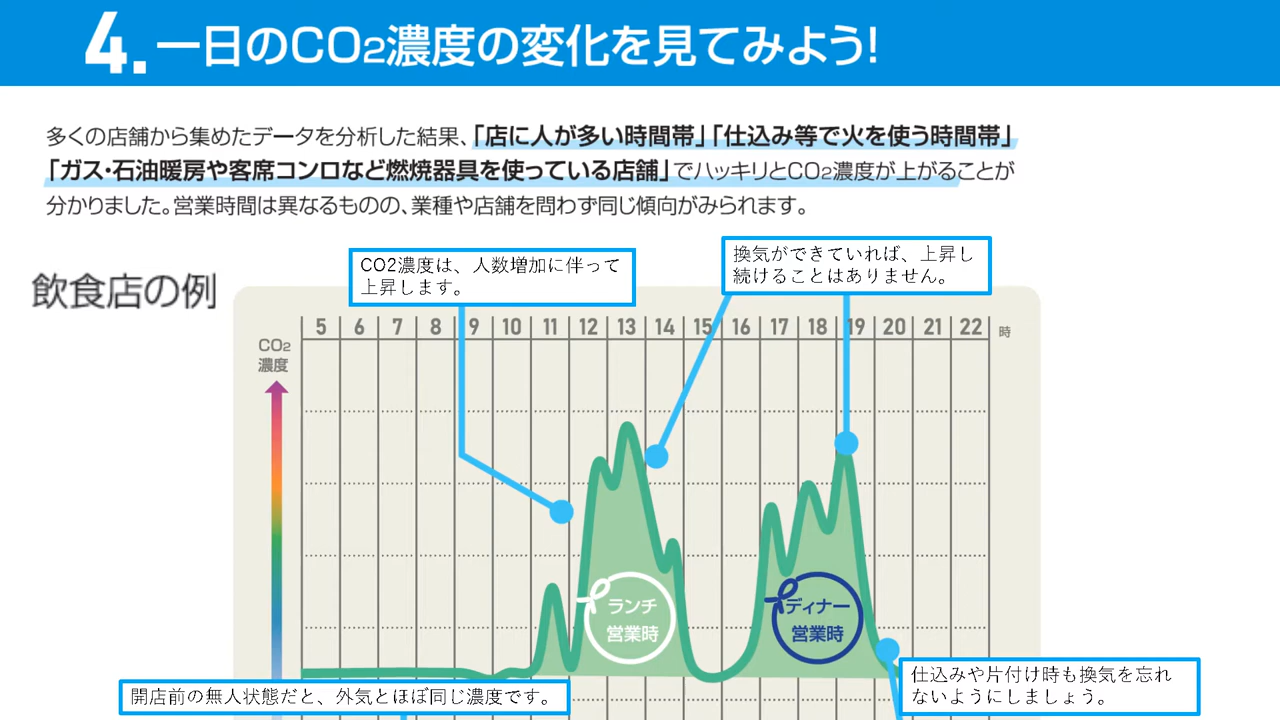 4.一日のCO2濃度の変化を見てみよう!
多くの店舗から集めたデータを分析した結果、「店に人が多い時間帯」「仕込み等で火を使う時間帯」
「ガス・石油暖房や客席コンロなど燃焼器具を使っている店舗」でハッキリとCO2濃度が上がることが
分かりました。営業時間は異なるものの、業種や店舗を問わず同じ傾向がみられます。
飲食店の例
CO2濃度は、人数増加に伴って
上昇します。
換気ができていれば、上昇し
続けることはありません。
5 6 7 8 9 10 11 12 13 14 15 16 17 18 19 20 21 22 時
CO2
濃度
ランチ
営業時
ディナー
営業時
開店前の無人状態だと、外気とほぼ同じ濃度です。
仕込みや片付け時も換気を忘れ
ないようにしましょう。